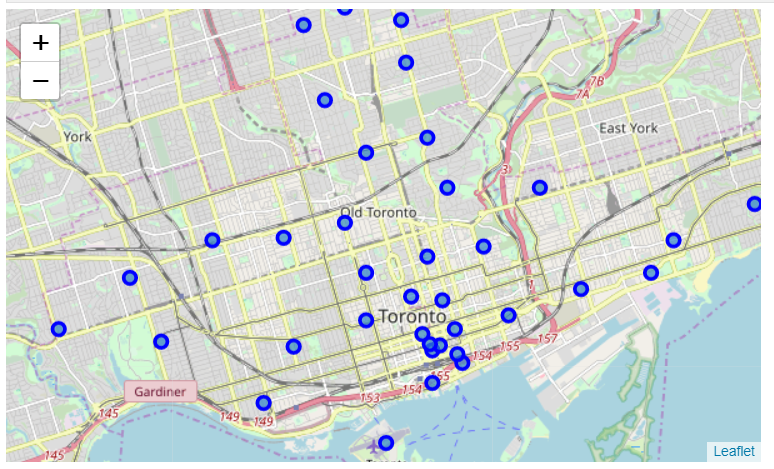 +
−
7B
7A
York
East York
3
Old Toronto
1
Toronto
157
155
154
155
Gardiner
154
153
145
149
149
145
Leaflet